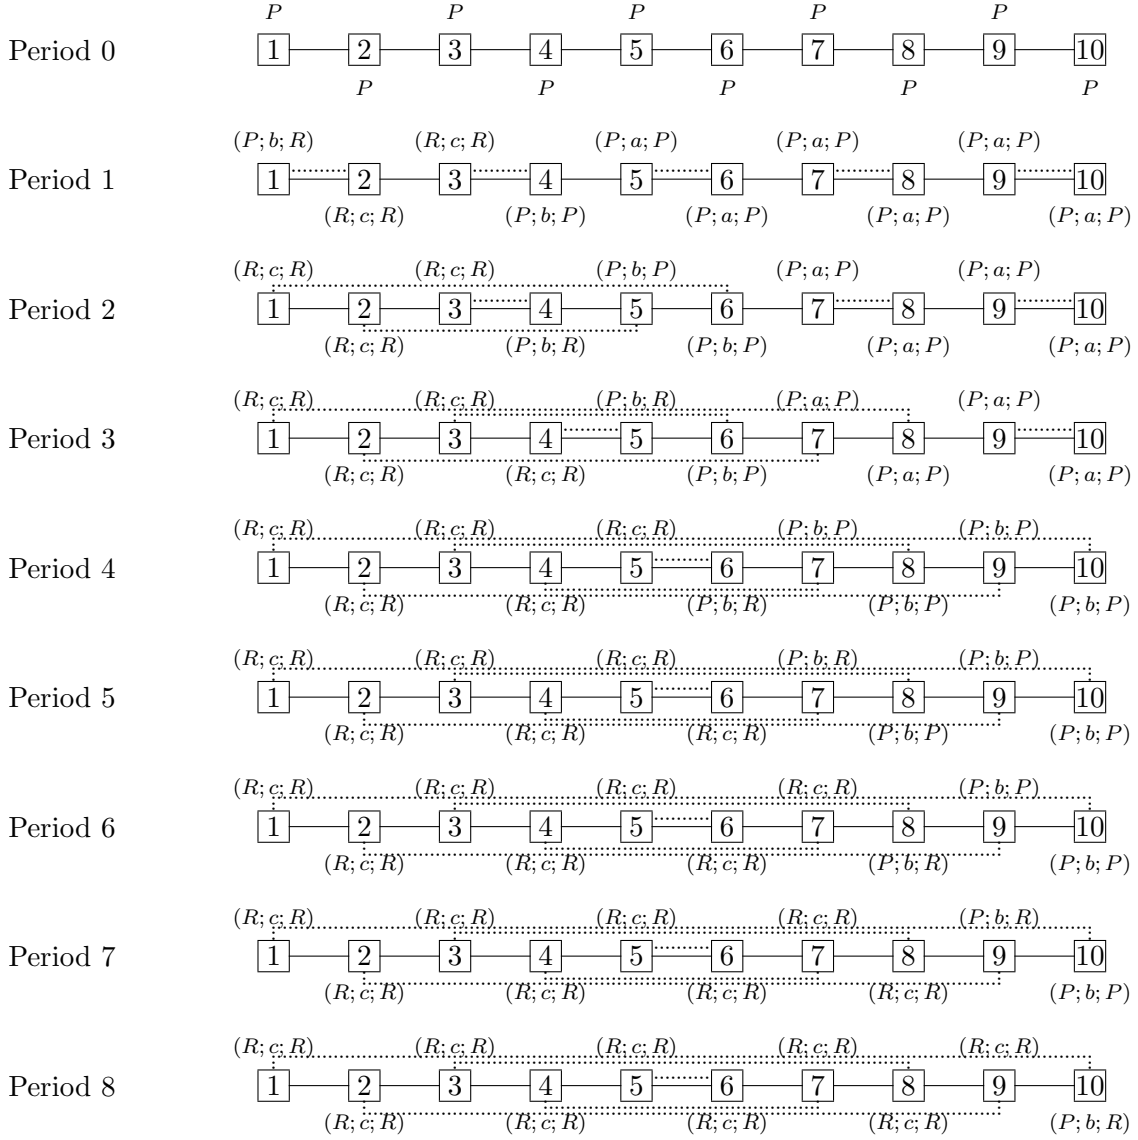 P P P P P
Period 0 1 2 3 4 5 6 7 8 9 10
P P P P P
(P; b; R) (R; c; R) (P; a; P) (P; a; P) (P; a; P)
Period 1 1 2 3 4 5 6 7 8 9 10
(R; c; R) (P; b; P) (P; a; P) (P; a; P) (P; a; P)
(R; c; R) (R; c; R) (P; b; P) (P; a; P) (P; a; P)
Period 2 1 2 3 4 5 6 7 8 9 10
(R; c; R) (P; b; R) (P; b; P) (P; a; P) (P; a; P)
(R; c; R) (R; c; R) (P; b; R) (P; a; P) (P; a; P)
Period 3 1 2 3 4 5 6 7 8 9 10
(R; c; R) (R; c; R) (P; b; P) (P; a; P) (P; a; P)
(R; c; R) (R; c; R) (R; c; R) (P; b; P) (P; b; P)
Period 4 1 2 3 4 5 6 7 8 9 10
(R; c; R) (R; c; R) (P; b; R) (P; b; P) (P; b; P)
(R; c; R) (R; c; R) (R; c; R) (P; b; R) (P; b; P)
Period 5 1 2 3 4 5 6 7 8 9 10
(R; c; R) (R; c; R) (R; c; R) (P; b; P) (P; b; P)
(R; c; R) (R; c; R) (R; c; R) (R; c; R) (P; b; P)
Period 6 1 2 3 4 5 6 7 8 9 10
(R; c; R) (R; c; R) (R; c; R) (P; b; R) (P; b; P)
(R; c; R) (R; c; R) (R; c; R) (R; c; R) (P; b; R)
Period 7 1 2 3 4 5 6 7 8 9 10
(R; c; R) (R; c; R) (R; c; R) (R; c; R) (P; b; P)
(R; c; R) (R; c; R) (R; c; R) (R; c; R) (R; c; R)
Period 8 1 2 3 4 5 6 7 8 9 10
(R; c; R) (R; c; R) (R; c; R) (R; c; R) (P; b; R)